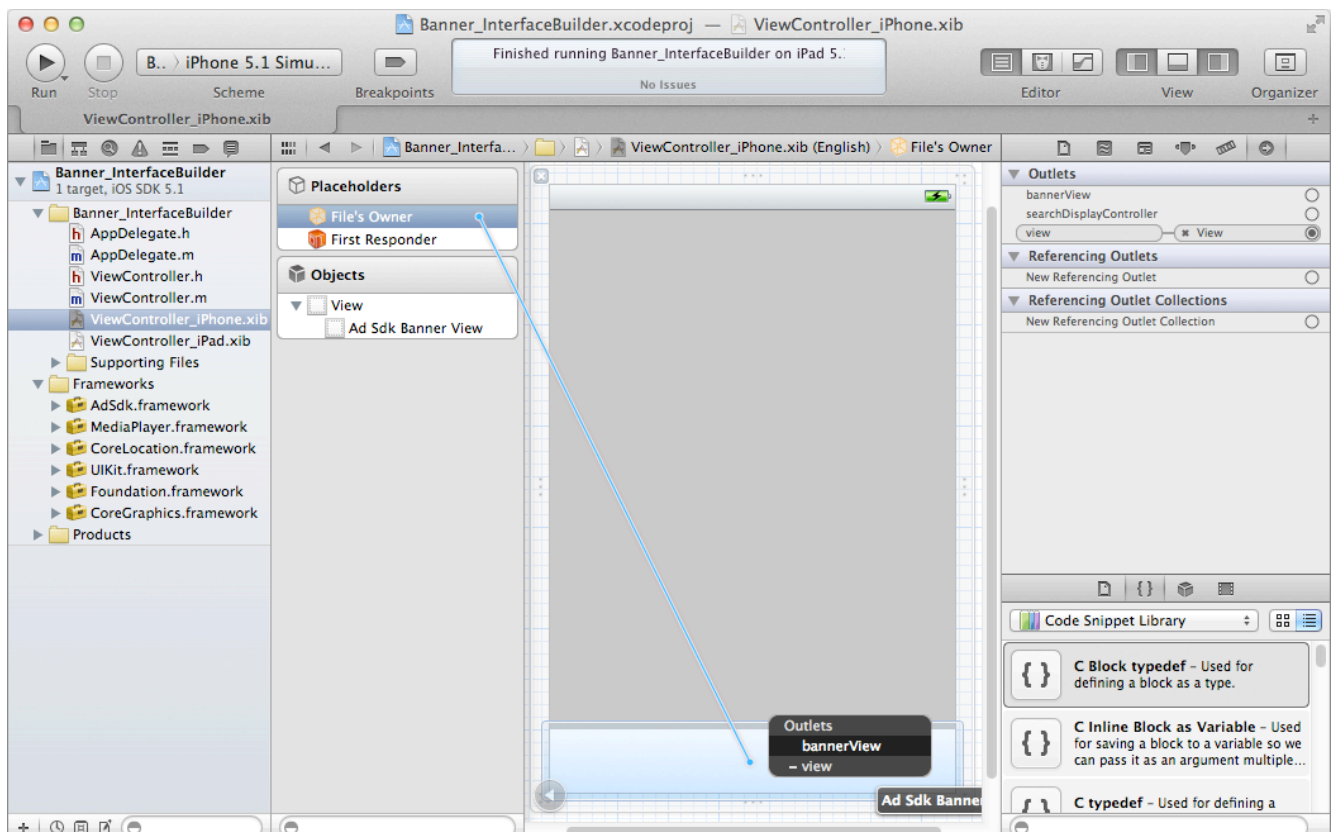 Banner_InterfaceBuilder.xcodeproj — ViewController_iPhone.xib
B.. 〉 iPhone 5.1 Simu...
Finished running Banner_InterfaceBuilder on iPad 5.
No Issues
Run Stop Scheme Breakpoints Editor View Organizer
ViewController_iPhone.xib
Banner_Interfa... ViewController_iPhone.xib (English) File's Owner
Banner_InterfaceBuilder
1 target, iOS SDK 5.1
Banner_InterfaceBuilder
AppDelegate.h
AppDelegate.m
ViewController.h
ViewController.m
ViewController_iPhone.xib
ViewController_iPad.xib
Supporting Files
Frameworks
AdSdk.framework
MediaPlayer.framework
CoreLocation.framework
UIKit.framework
Foundation.framework
CoreGraphics.framework
Products
Placeholders
File's Owner
First Responder
Objects
View
Ad Sdk Banner View
Outlets
bannerView
– view
Ad Sdk Banne
Outlets
bannerView
searchDisplayController
view View
Referencing Outlets
New Referencing Outlet
Referencing Outlet Collections
New Referencing Outlet Collection
Code Snippet Library
C Block typedef – Used for
defining a block as a type.
C Inline Block as Variable – Used
for saving a block to a variable so we
can pass it as an argument multiple...
C typedef – Used for defining a